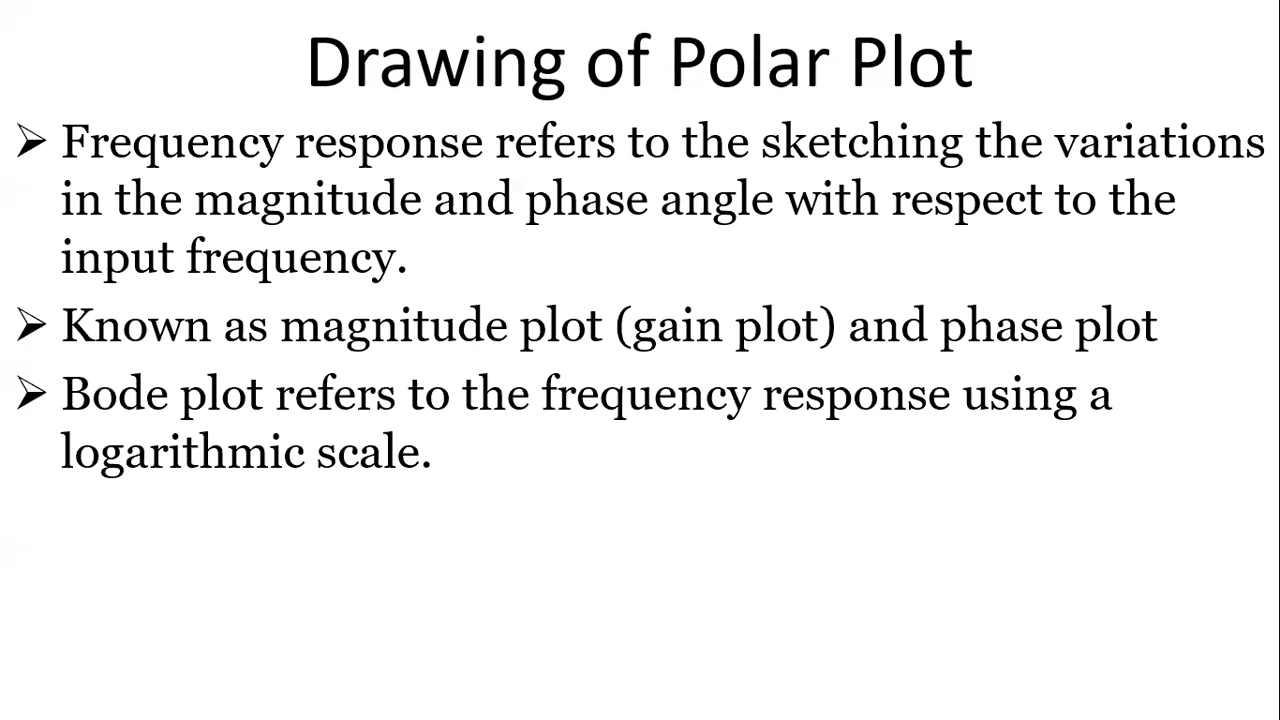 Drawing of Polar Plot
➢ Frequency response refers to the sketching the variations
in the magnitude and phase angle with respect to the
input frequency.
➢ Known as magnitude plot (gain plot) and phase plot
➢ Bode plot refers to the frequency response using a
logarithmic scale.